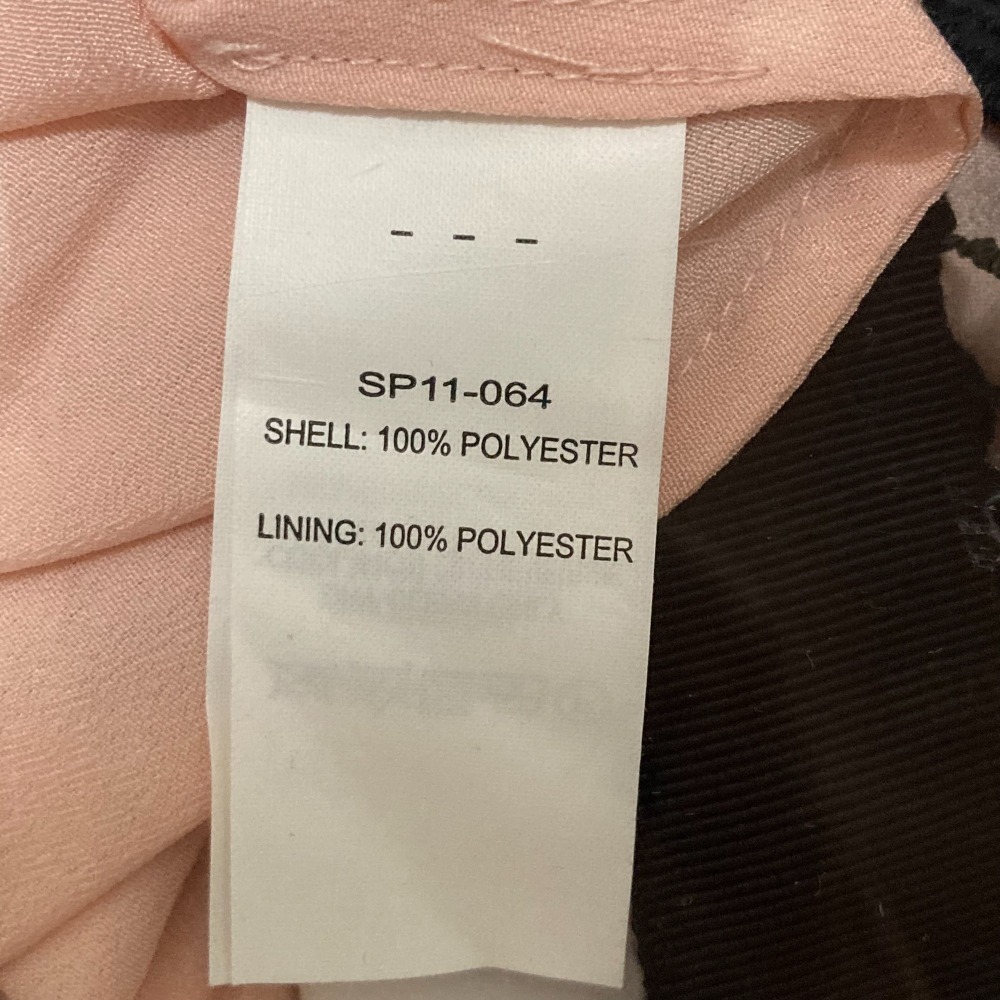 - - -
SP11-064
SHELL: 100% POLYESTER
LINING: 100% POLYESTER